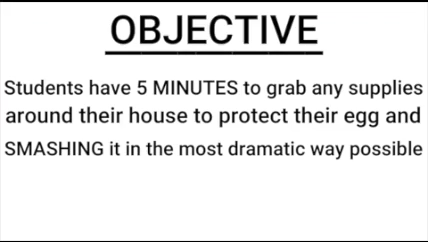 OBJECTIVE
Students have 5 MINUTES to grab any supplies
around their house to protect their egg and
SMASHING it in the most dramatic way possible